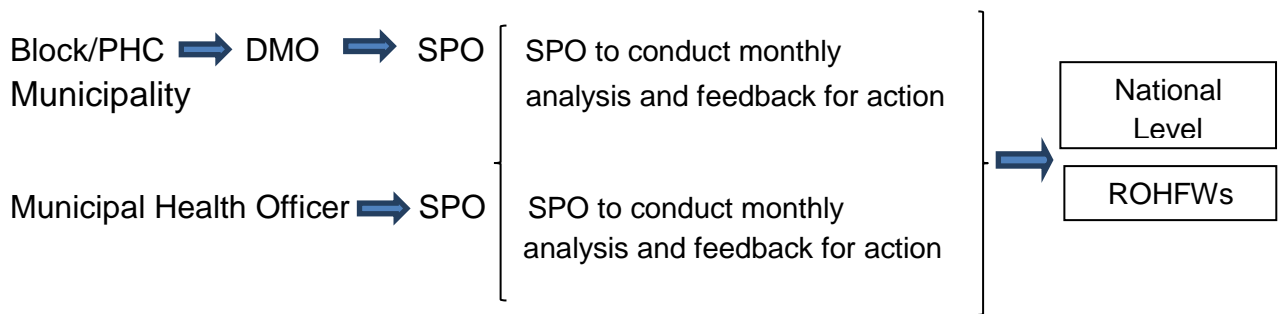 Block/PHC DMO SPO SPO to conduct monthly
Municipality analysis and feedback for action
Municipal Health Officer SPO SPO to conduct monthly
analysis and feedback for action
National
Level
ROHFWs